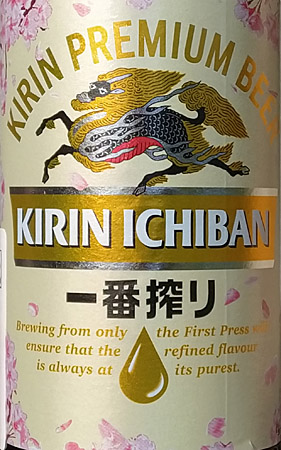 KIRIN PREMIUM BEER
KIRIN ICHIBAN
一番搾り
Brewing from only the First Press
ensure that the refined flavour
is always at its purest.